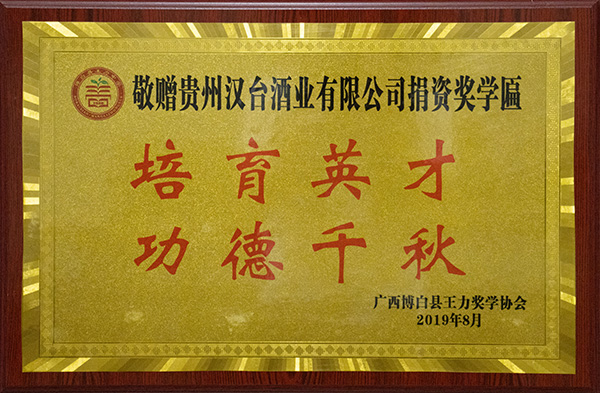 敬赠贵州汉台酒业有限公司捐资奖学匾
培育英才
功德千秋
广西博白县王力奖学协会
2019年8月